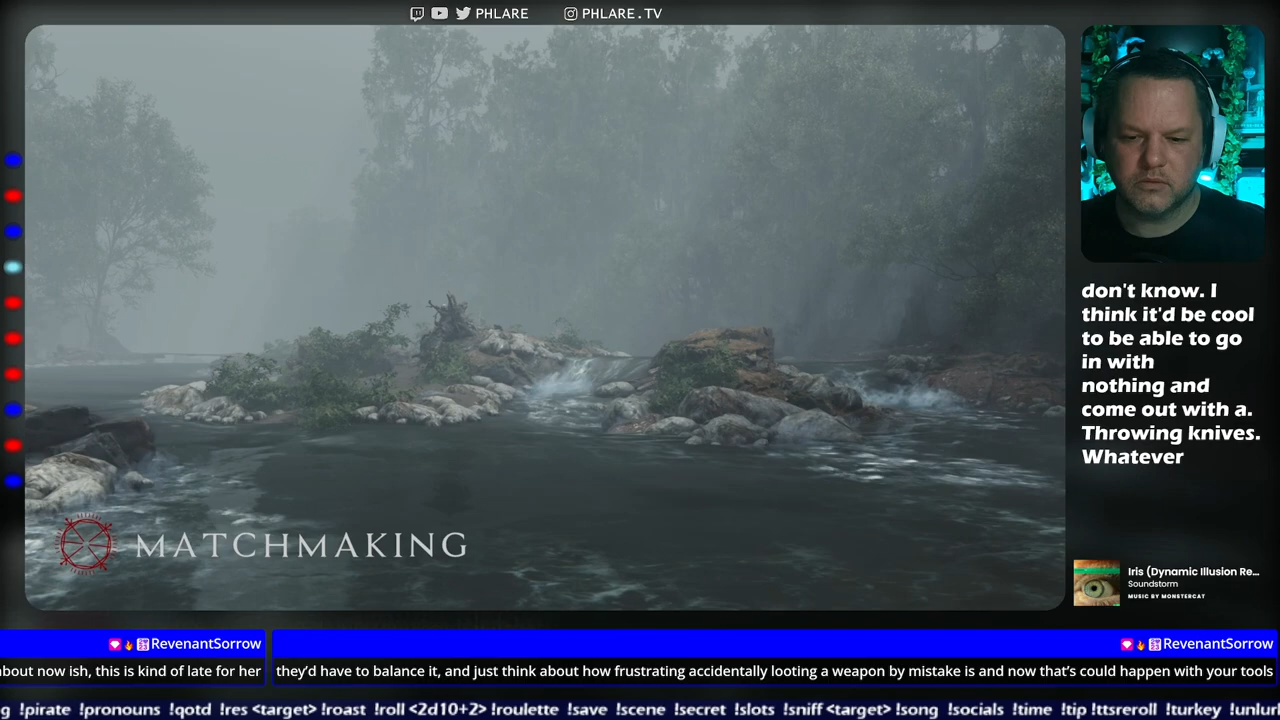 PHLARE
PHLARE.TV
don't know. I
think it'd be cool
to be able to go
in with
nothing and
come out with a.
Throwing knives.
Whatever
MATCHMAKING
Iris (Dynamic Illusion Re...
Soundstorm
MUSIC BY MONSTERCAT
RevenantSorrow
about now ish, this is kind of late for her
RevenantSorrow
they'd have to balance it, and just think about how frustrating accidentally looting a weapon by mistake is and now that's could happen with your tools
g !pirate !pronouns !qotd !res <target> !roast !roll <2d10+2> !roulette !save !scene !secret !slots !sniff <target> !song !socials !time !tip !ttsreroll !turkey !unlur